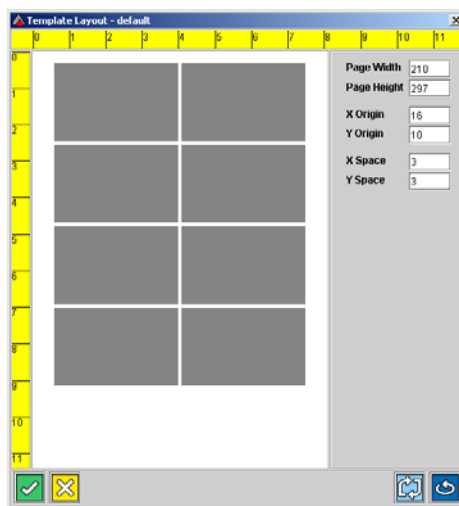 Template Layout - default
0 1 2 3 4 5 6 7 8 9 10 11
0
1
2
3
4
5
6
7
8
9
10
11
Page Width 210
Page Height 297
X Origin 16
Y Origin 10
X Space 3
Y Space 3